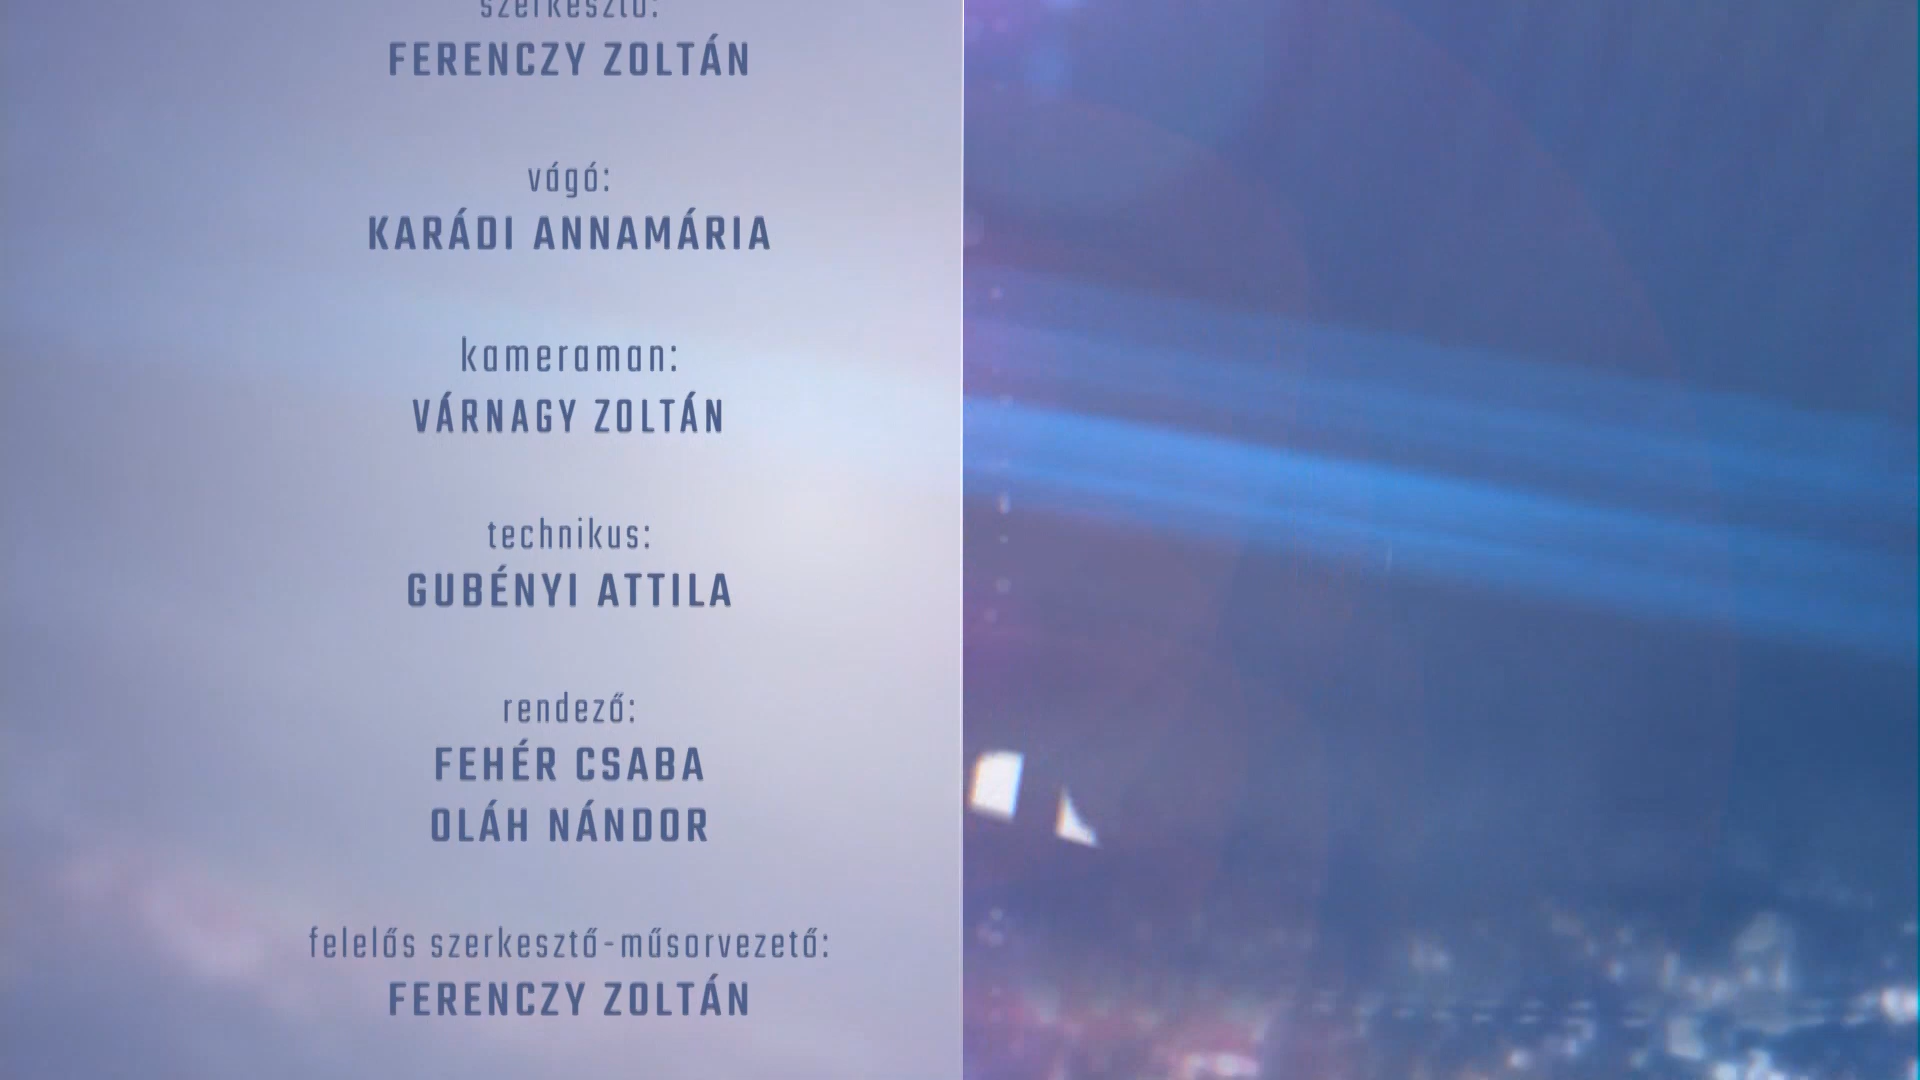 szerkesztő:
FERENCZY ZOLTÁN
vágó:
KARÁDI ANNAMÁRIA
kameraman:
VÁRNAGY ZOLTÁN
technikus:
GUBÉNYI ATTILA
rendező:
FEHÉR CSABA
OLÁH NÁNDOR
felelős szerkesztő-műsorvezető:
FERENCZY ZOLTÁN